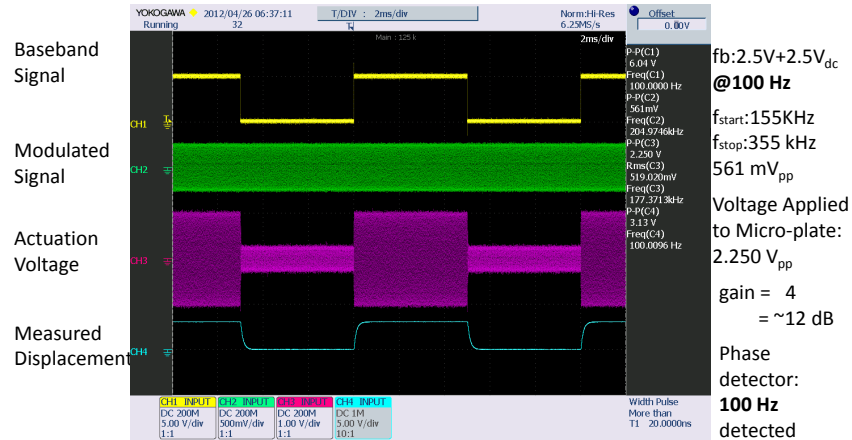 YOKOGAWA 2012/04/26 06:37:11 T/DIV : 2ms/div Norm:Hi-Res Offset
Running 32 6.25MS/s 0.00V
Main : 125 k 2ms/div
Baseband
Signal
Modulated
Signal
Actuation
Voltage
Measured
Displacement
CH1
CH2
CH3
CH4
P-P(C1)
6.04 V
Freq(C1)
100.0000 Hz
P-P(C2)
561mV
Freq(C2)
204.9746kHz
P-P(C3)
2.250 V
Rms(C3)
519.020mV
Freq(C3)
177.3713kHz
P-P(C4)
3.13 V
Freq(C4)
100.0096 Hz
fb:2.5V+2.5Vdc
@100 Hz
fstart:155KHz
fstop:355 kHz
561 mVpp
Voltage Applied
to Micro-plate:
2.250 Vpp
gain = 4
= ~12 dB
Phase
detector:
100 Hz
detected
CH1 INPUT
DC 200M
5.00 V/div
1:1
CH2 INPUT
DC 200M
500mV/div
1:1
CH3 INPUT
DC 200M
1.00 V/div
1:1
CH4 INPUT
DC 1M
5.00 V/div
10:1
Width Pulse
More than
T1 20.0000ns